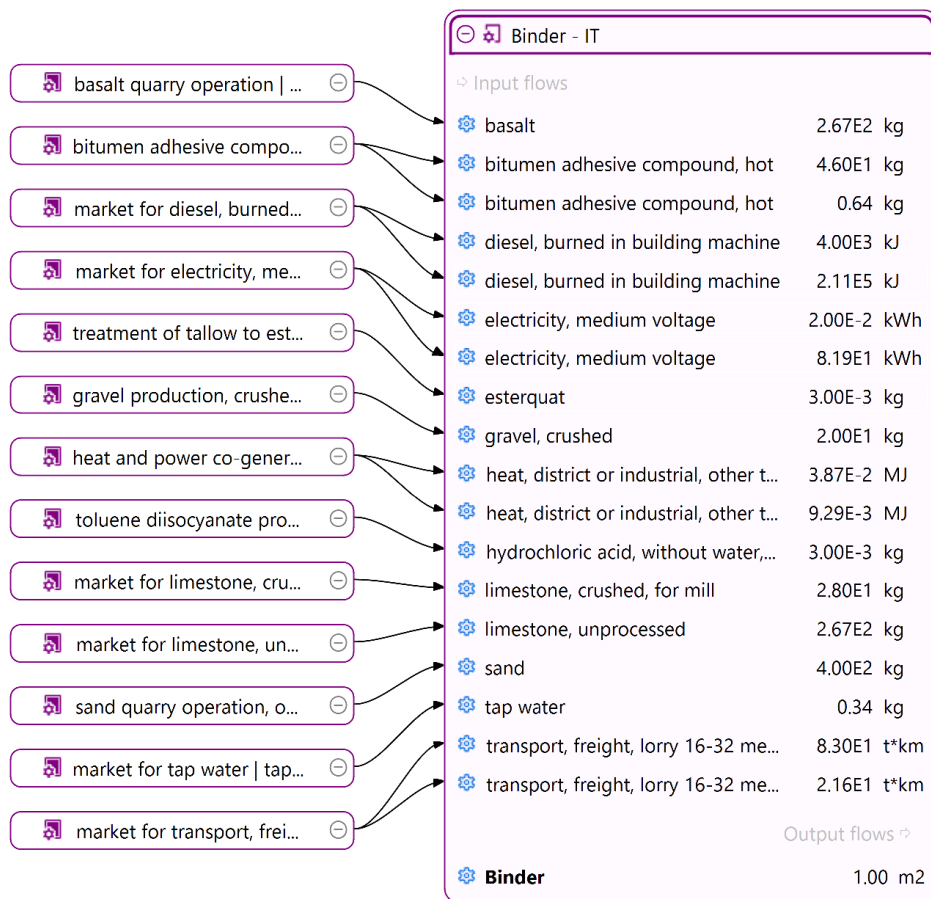 Binder - IT
Input flows
basalt quarry operation | ...
bitumen adhesive compo...
market for diesel, burned...
market for electricity, me...
treatment of tallow to est...
gravel production, crushe...
heat and power co-gener...
toluene diisocyanate pro...
market for limestone, cru...
market for limestone, un...
sand quarry operation, o...
market for tap water | tap...
market for transport, frei...
basalt 2.67E2 kg
bitumen adhesive compound, hot 4.60E1 kg
bitumen adhesive compound, hot 0.64 kg
diesel, burned in building machine 4.00E3 kJ
diesel, burned in building machine 2.11E5 kJ
electricity, medium voltage 2.00E-2 kWh
electricity, medium voltage 8.19E1 kWh
esterquat 3.00E-3 kg
gravel, crushed 2.00E1 kg
heat, district or industrial, other t... 3.87E-2 MJ
heat, district or industrial, other t... 9.29E-3 MJ
hydrochloric acid, without water,... 3.00E-3 kg
limestone, crushed, for mill 2.80E1 kg
limestone, unprocessed 2.67E2 kg
sand 4.00E2 kg
tap water 0.34 kg
transport, freight, lorry 16-32 me... 8.30E1 t*km
transport, freight, lorry 16-32 me... 2.16E1 t*km
Output flows
Binder 1.00 m2